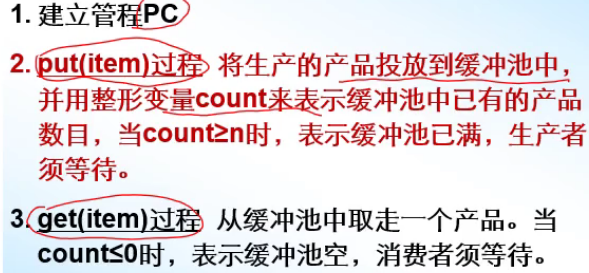 1. 建立管程PC
2. put(item)过程 将生产的产品投放到缓冲池中，
并用整形变量count来表示缓冲池中已有的产品
数目，当count≥n时，表示缓冲池已满，生产者
须等待。
3. get(item)过程 从缓冲池中取走一个产品。当
count≤0时，表示缓冲池空，消费者须等待。